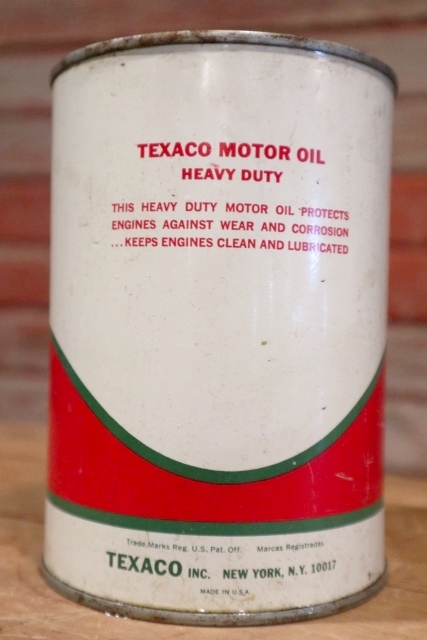 TEXACO MOTOR OIL
HEAVY DUTY
THIS HEAVY DUTY MOTOR OIL PROTECTS
ENGINES AGAINST WEAR AND CORROSION
...KEEPS ENGINES CLEAN AND LUBRICATED
Trade Marks Reg. U.S. Pat. Off. Marcas Registradas
TEXACO INC. NEW YORK, N.Y. 10017
MADE IN U.S.A.